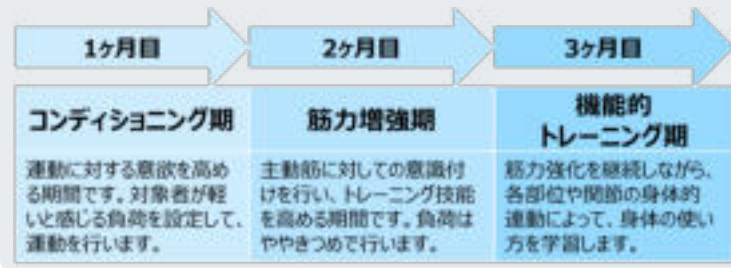 1ヶ月目
2ヶ月目
3ヶ月目
コンディショニング期
筋力増強期
機能的
トレーニング期
運動に対する意欲を高め
る期間です。対象者が軽
いと感じる負荷を設定して、
運動を行います。
主動筋に対しての意識付
けを行い、トレーニング技能
を高める期間です。負荷は
ややきつめで行います。
筋力強化を継続しながら、
各部位や関節の身体的
連動によって、身体の使い
方を学習します。